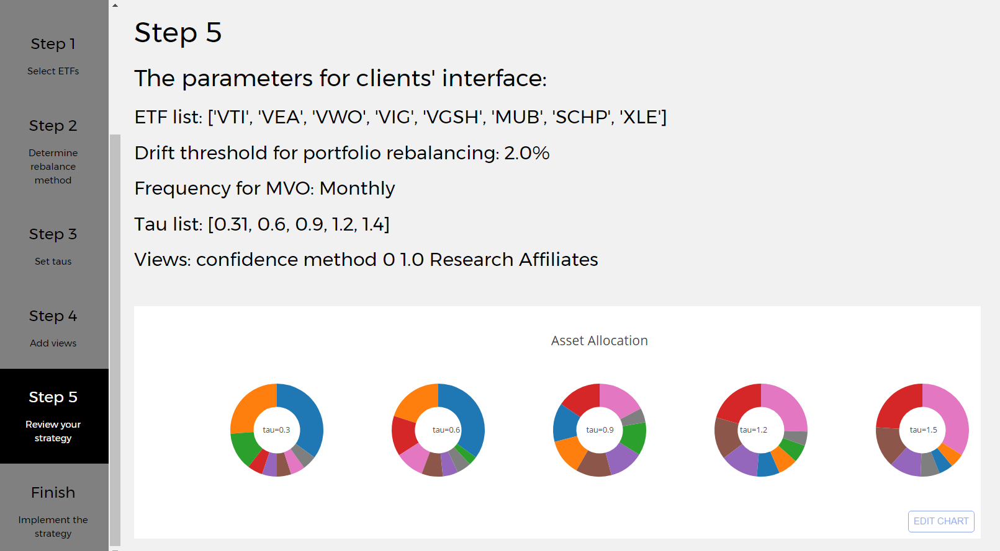 Step 1
Select ETFs
Step 2
Determine
rebalance
method
Step 3
Set taus
Step 4
Add views
Step 5
Review your
strategy
Finish
Implement the
strategy
Step 5
The parameters for clients' interface:
ETF list: ['VTI', 'VEA', 'VWO', 'VIG', 'VGSH', 'MUB', 'SCHP', 'XLE']
Drift threshold for portfolio rebalancing: 2.0%
Frequency for MVO: Monthly
Tau list: [0.31, 0.6, 0.9, 1.2, 1.4]
Views: confidence method 0 1.0 Research Affiliates
Asset Allocation
tau=0.3
tau=0.6
tau=0.9
tau=1.2
tau=1.5
EDIT CHART